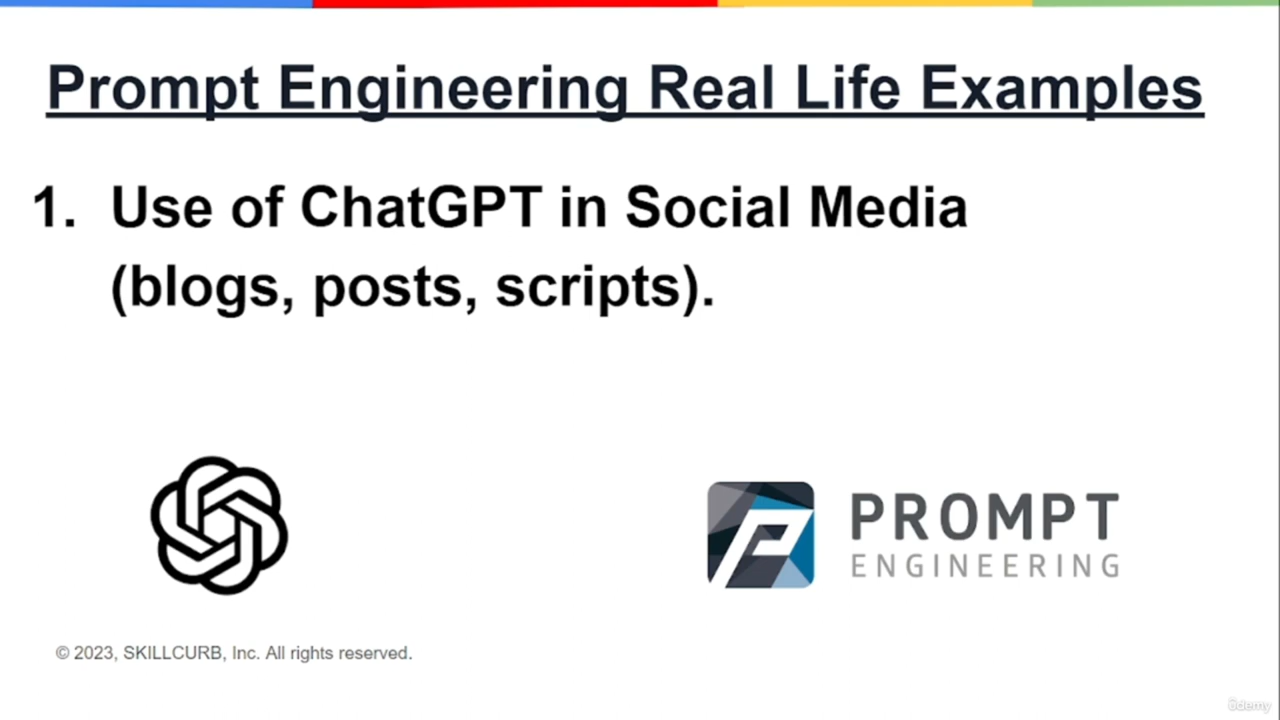 Prompt Engineering Real Life Examples
1. Use of ChatGPT in Social Media
(blogs, posts, scripts).
PROMPT
ENGINEERING
© 2023, SKILLCURB, Inc. All rights reserved.
ûdemy